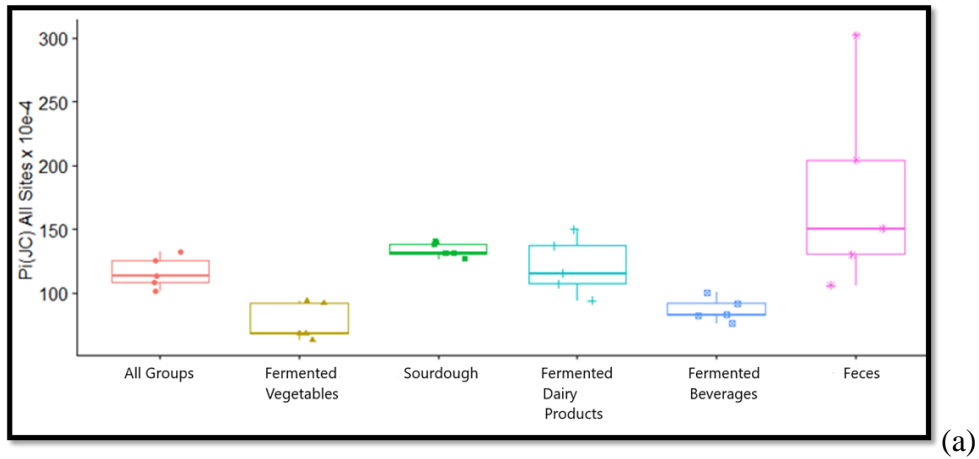 Pi(JC) All Sites x 10e-4
300
250
200
150
100
All Groups
Fermented
Vegetables
Sourdough
Fermented
Dairy
Products
Fermented
Beverages
Feces
(a)